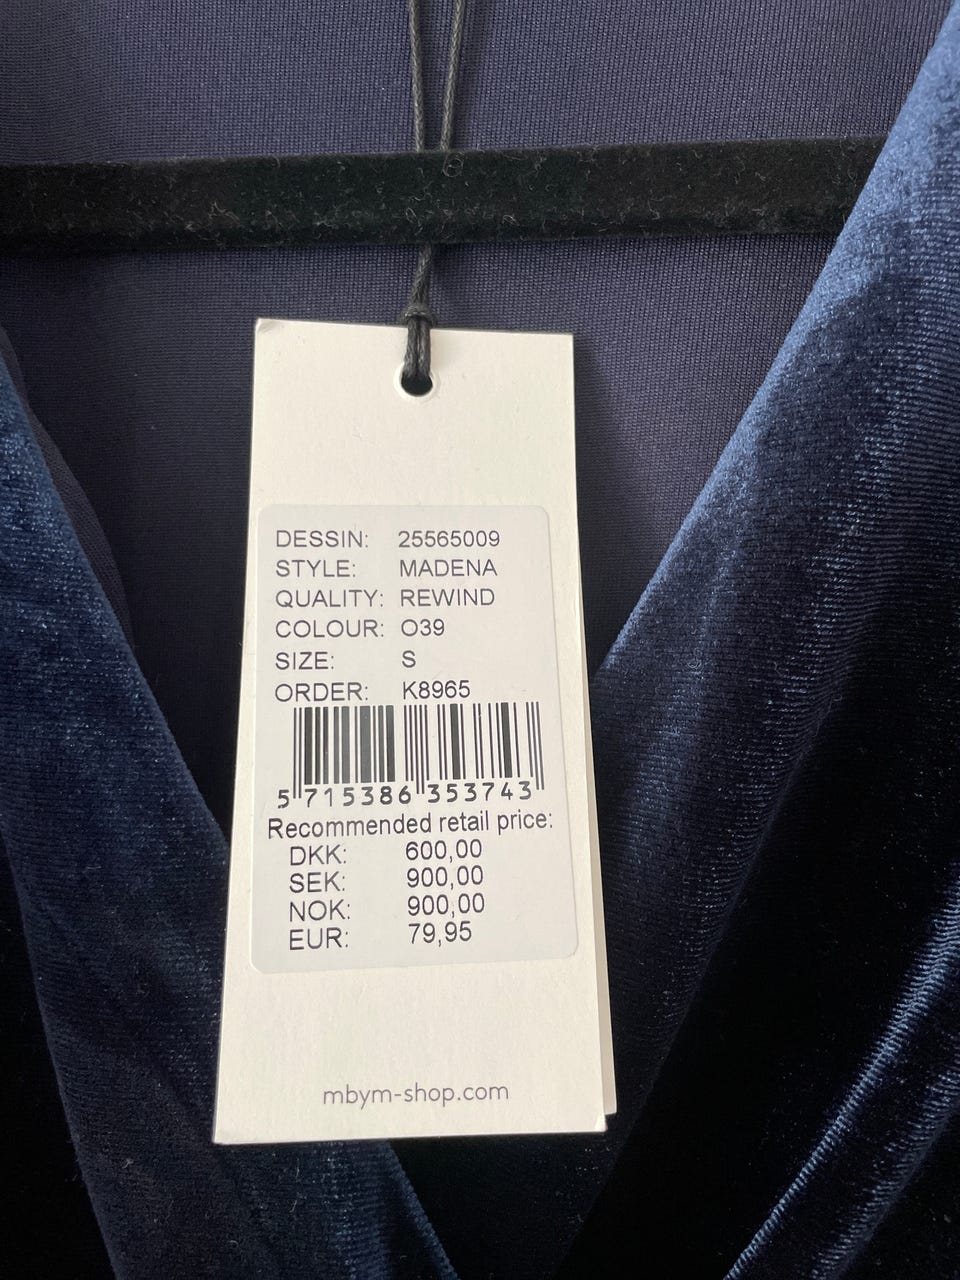 DESSIN: 25565009
STYLE: MADENA
QUALITY: REWIND
COLOUR: O39
SIZE: S
ORDER: K8965
5 715386 353743
Recommended retail price:
DKK: 600,00
SEK: 900,00
NOK: 900,00
EUR: 79,95
mbym-shop.com